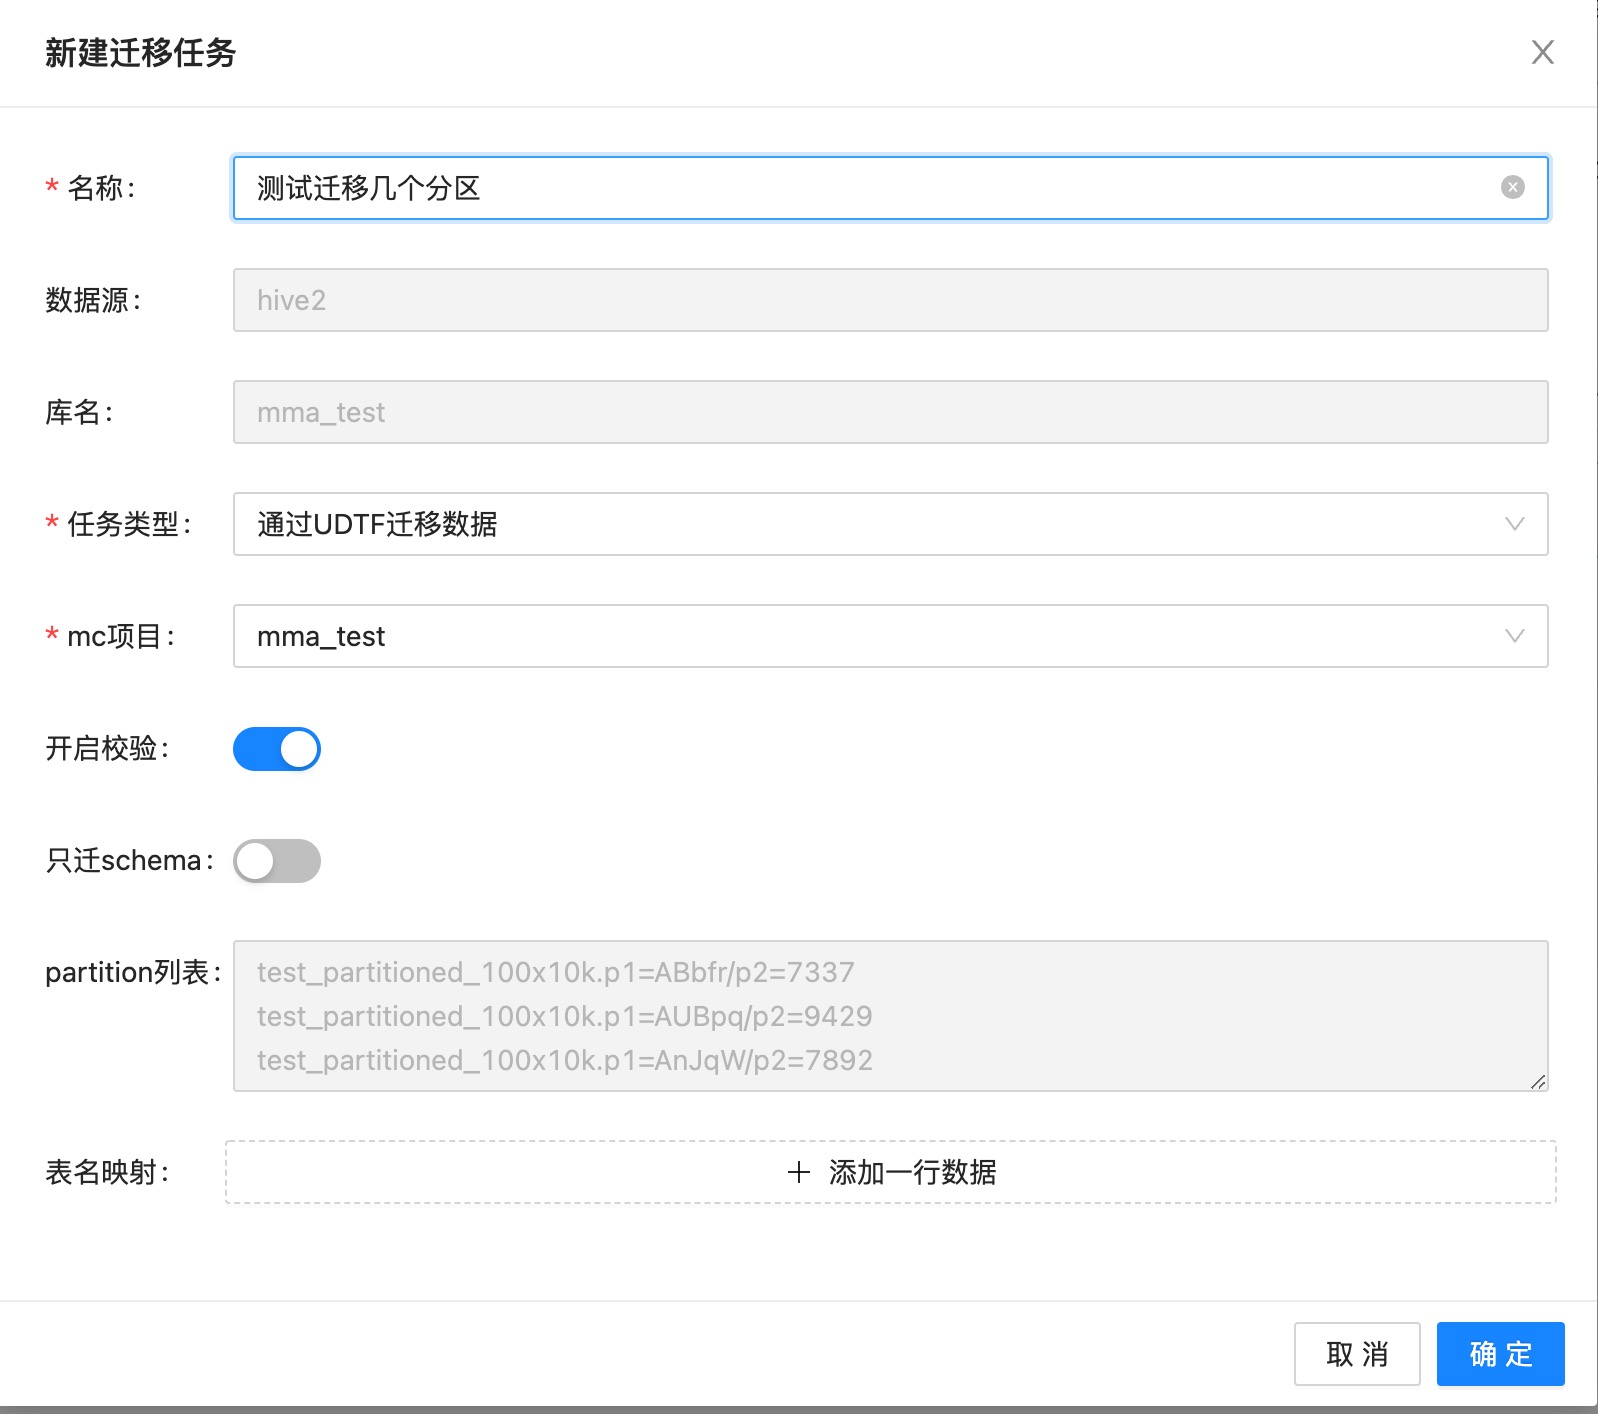 新建迁移任务
* 名称: 测试迁移几个分区
数据源: hive2
库名: mma_test
* 任务类型: 通过UDTF迁移数据
* mc项目: mma_test
开启校验:
只迁schema:
partition列表: test_partitioned_100x10k.p1=ABbfr/p2=7337
test_partitioned_100x10k.p1=AUBpq/p2=9429
test_partitioned_100x10k.p1=AnJqW/p2=7892
表名映射: + 添加一行数据
取 消 确 定